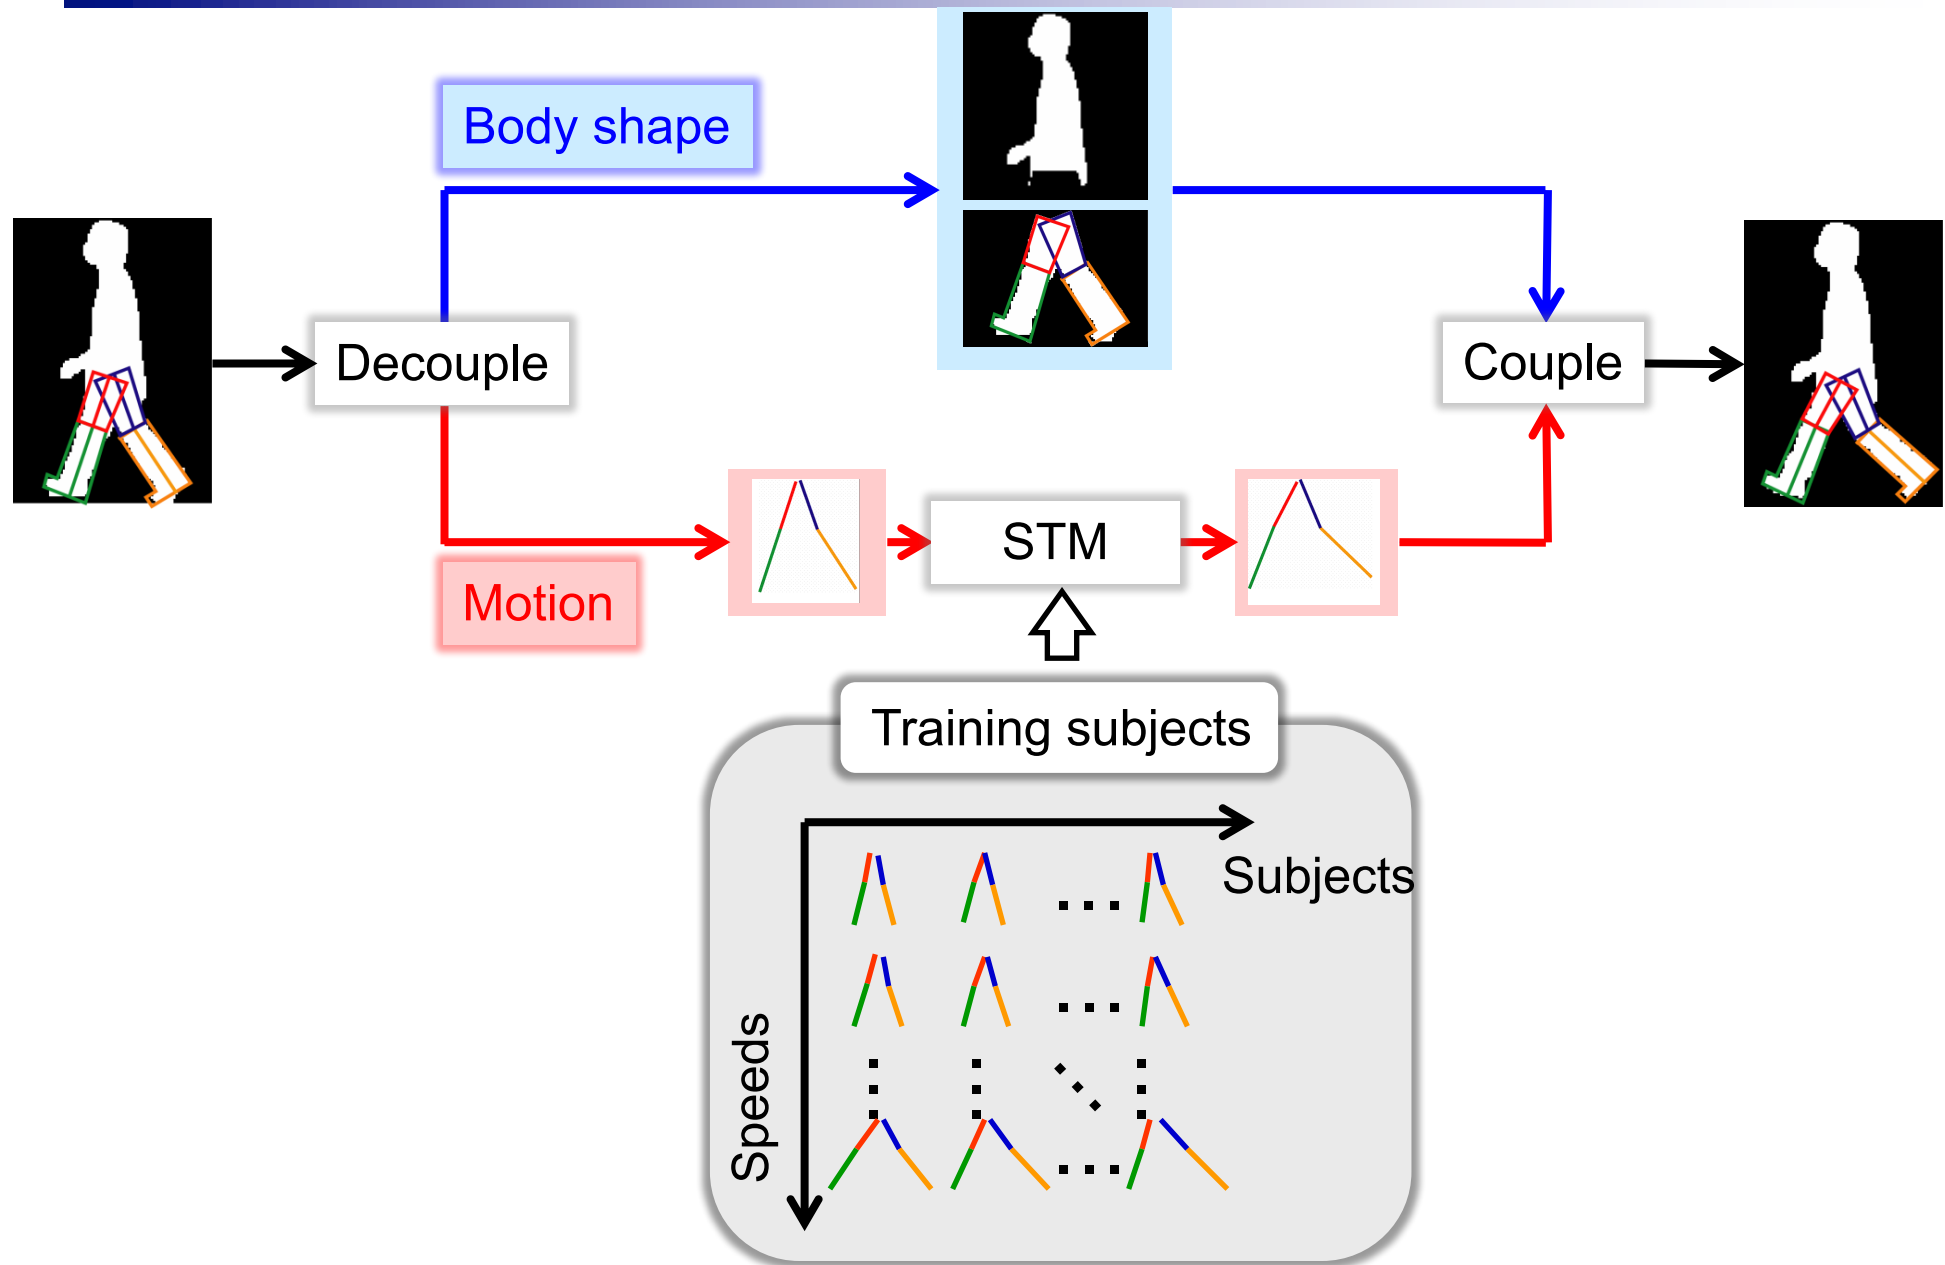 Body shape
Decouple
Couple
STM
Motion
Training subjects
Subjects
Speeds